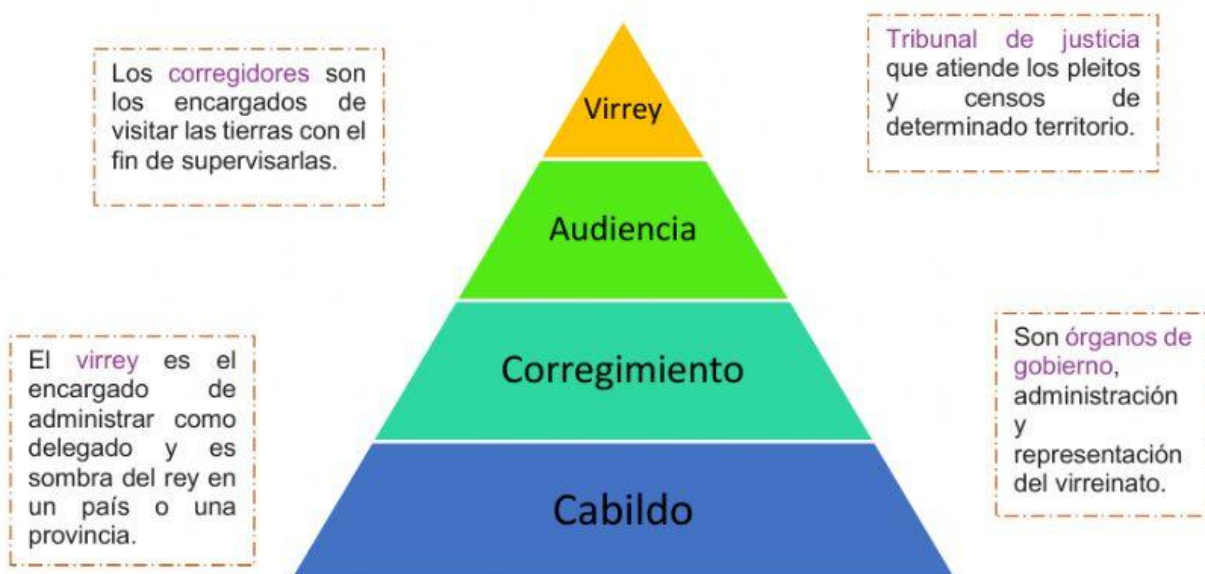 Los corregidores son
los encargados de
visitar las tierras con el
fin de supervisarlas.
Tribunal de justicia
que atiende los pleitos
y censos de
determinado territorio.
Virrey
Audiencia
Corregimiento
Cabildo
El virrey es el
encargado de
administrar como
delegado y es
sombra del rey en
un país o una
provincia.
Son órganos de
gobierno,
administración
y
representación
del virreinato.